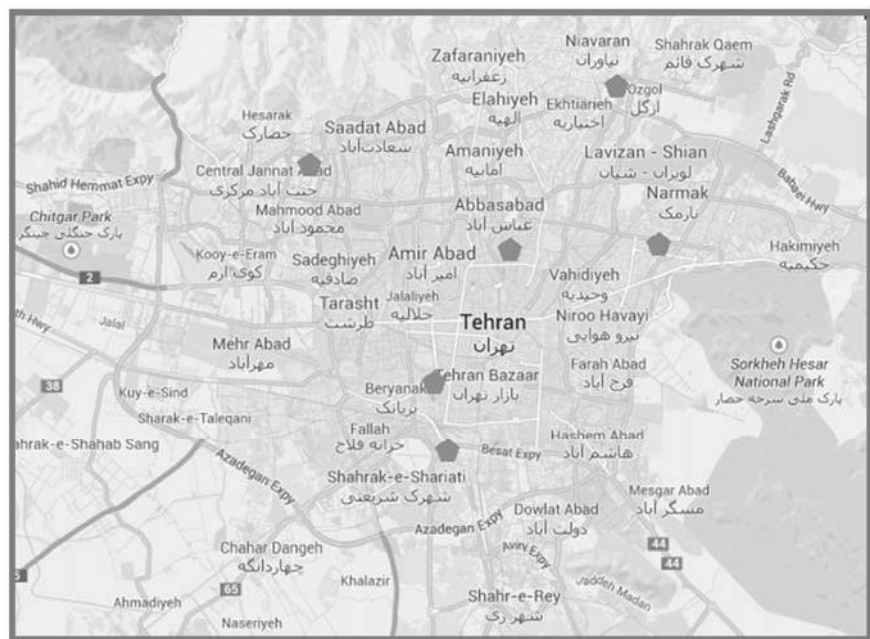 Niavaran
نیاوران
Shahrak Qaem
شهرک قائم
Zafaraniyeh
زعفرانیه
Ozgol
ازگل
Elahiyeh
الهیه
Ekhtiarieh
اختیاریه
Lashgarak Rd
Hesarak
حصارک
Saadat Abad
سعادت‌آباد
Amaniyeh
امانیه
Lavizan - Shian
لویزان - شیان
Central Jannat Abad
جنت آباد مرکزی
Shahid Hemmat Expy
Babaei Hwy
Narmak
نارمک
Abbasabad
عباس آباد
Mahmood Abad
محمود آباد
Chitgar Park
پارک جنگلی چیتگر
Kooy-e-Eram
کوی ارم
Sadeghiyeh
صادقیه
Amir Abad
امیر آباد
Hakimiyeh
حکیمیه
Vahidiyeh
وحیدیه
2
Tarasht
طرشت
Jalaliyeh
جلالیه
Jalal
Hwy
Tehran
تهران
Niroo Havayi
نیرو هوایی
Mehr Abad
مهرآباد
Sorkheh Hesar
National Park
پارک ملی سرخه حصار
Farah Abad
فرح آباد
Tehran Bazaar
بازار تهران
Beryanak
بریانک
38
Kuy-e-Sind
Sharak-e-Taleqani
Fallah
خزانه فلاح
Hashem Abad
هاشم آباد
ahrak-e-Shahab Sang
Besat Expy
Azadegan Expy
Shahrak-e-Shariati
شهرک شریعتی
Mesgar Abad
مسگر آباد
Dowlat Abad
دولت آباد
Azadegan Expy
44
Chahar Dangeh
چهاردانگه
Aviny Expy
44
Khalazir
65
Jaddeh Madan
Ahmadiyeh
Shahr-e-Rey
شهر ری
Naseriyeh